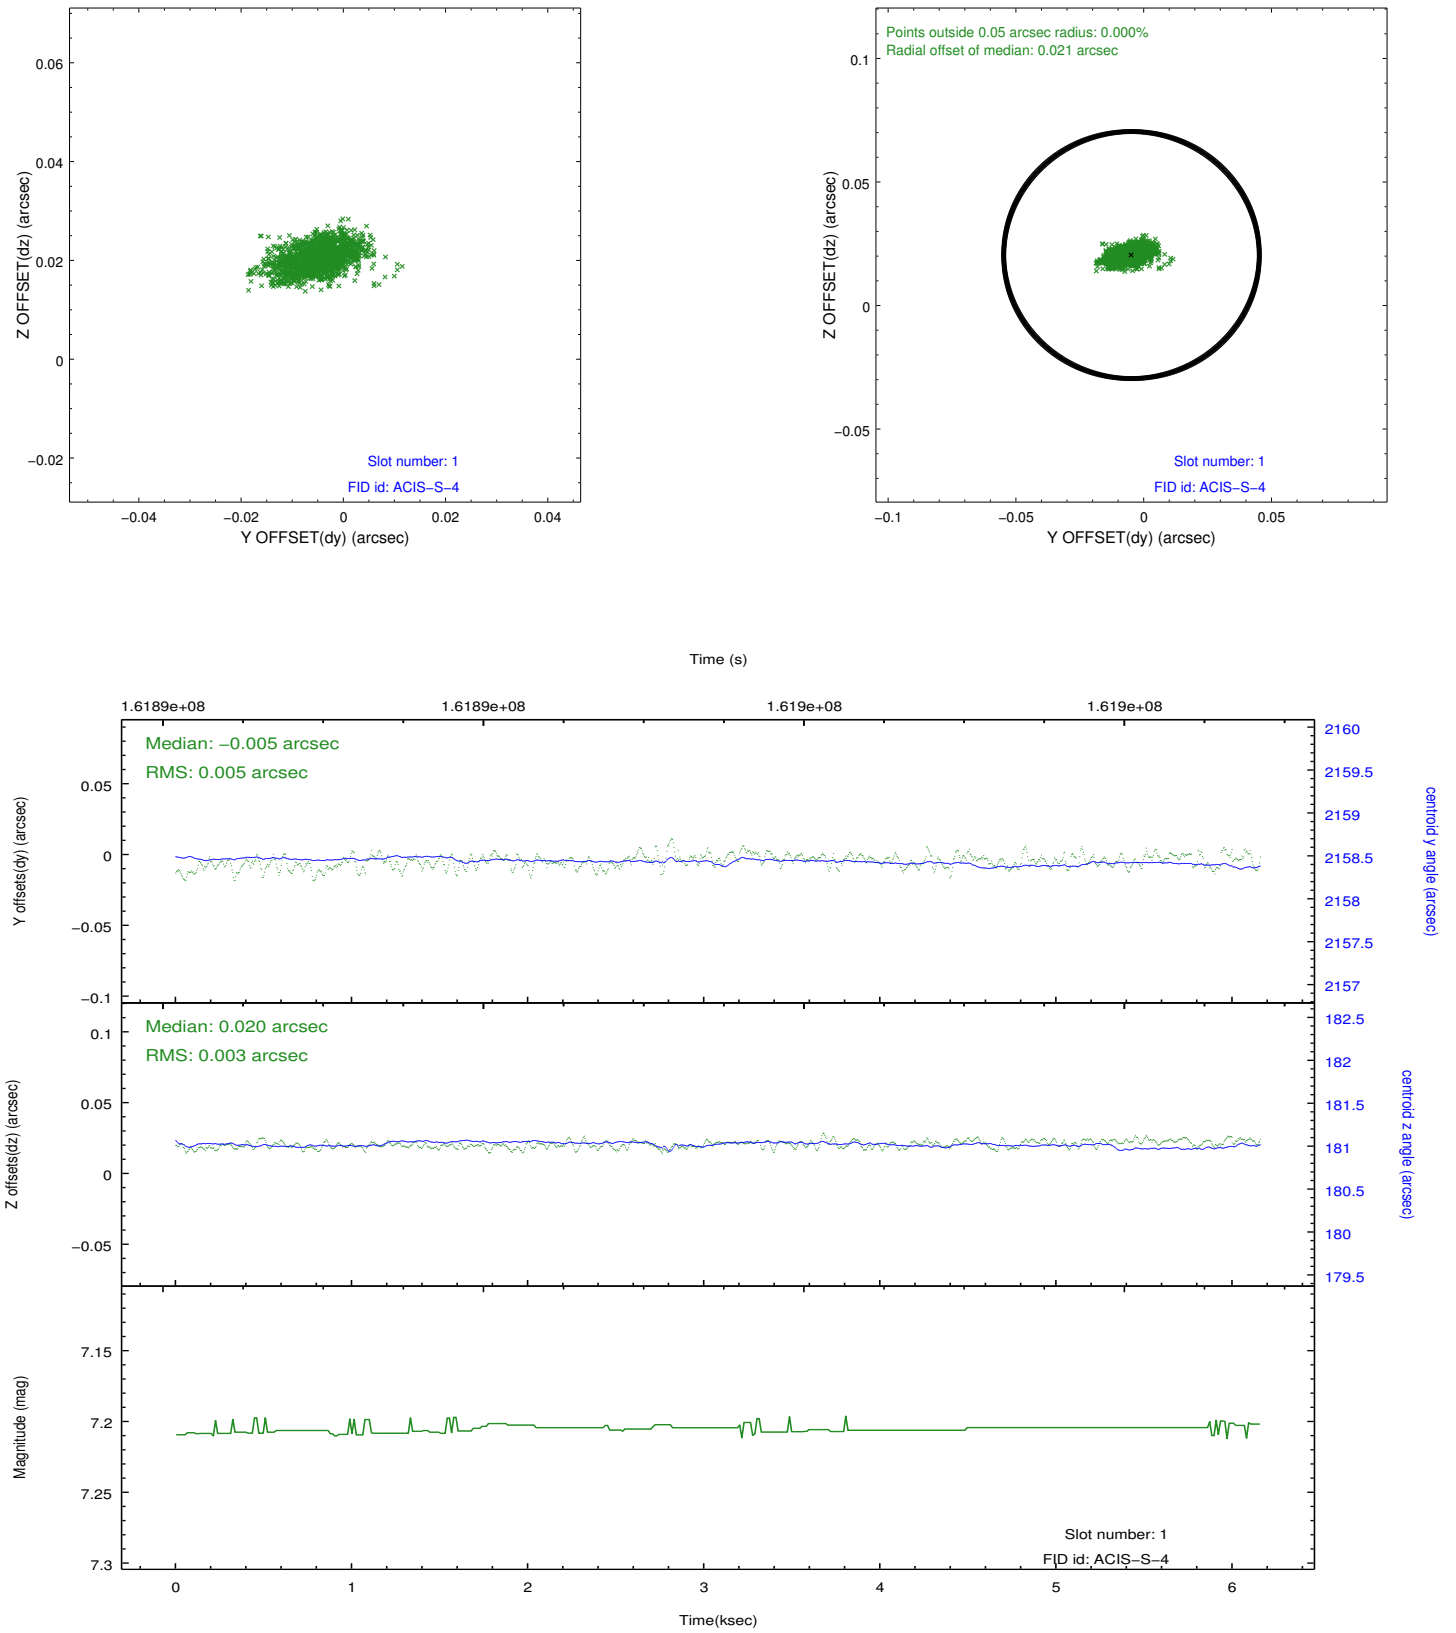 0.06
0.04
0.02
0
−0.02
Z OFFSET(dz) (arcsec)
Slot number: 1
FID id: ACIS−S−4
−0.04
−0.02
0
0.02
0.04
Y OFFSET(dy) (arcsec)
Points outside 0.05 arcsec radius: 0.000%
Radial offset of median: 0.021 arcsec
0.1
0.05
0
−0.05
Z OFFSET(dz) (arcsec)
Slot number: 1
FID id: ACIS−S−4
−0.1
−0.05
0
0.05
Y OFFSET(dy) (arcsec)
Time (s)
1.6189e+08
1.6189e+08
1.619e+08
1.619e+08
Median: −0.005 arcsec
RMS: 0.005 arcsec
0.05
0
−0.05
−0.1
Y offsets(dy) (arcsec)
2160
2159.5
2159
2158.5
2158
2157.5
2157
centroid y angle (arcsec)
Median: 0.020 arcsec
RMS: 0.003 arcsec
0.1
0.05
0
−0.05
Z offsets(dz) (arcsec)
182.5
182
181.5
181
180.5
180
179.5
centroid z angle (arcsec)
7.15
7.2
7.25
7.3
Magnitude (mag)
Slot number: 1
FID id: ACIS−S−4
0
1
2
3
4
5
6
Time(ksec)